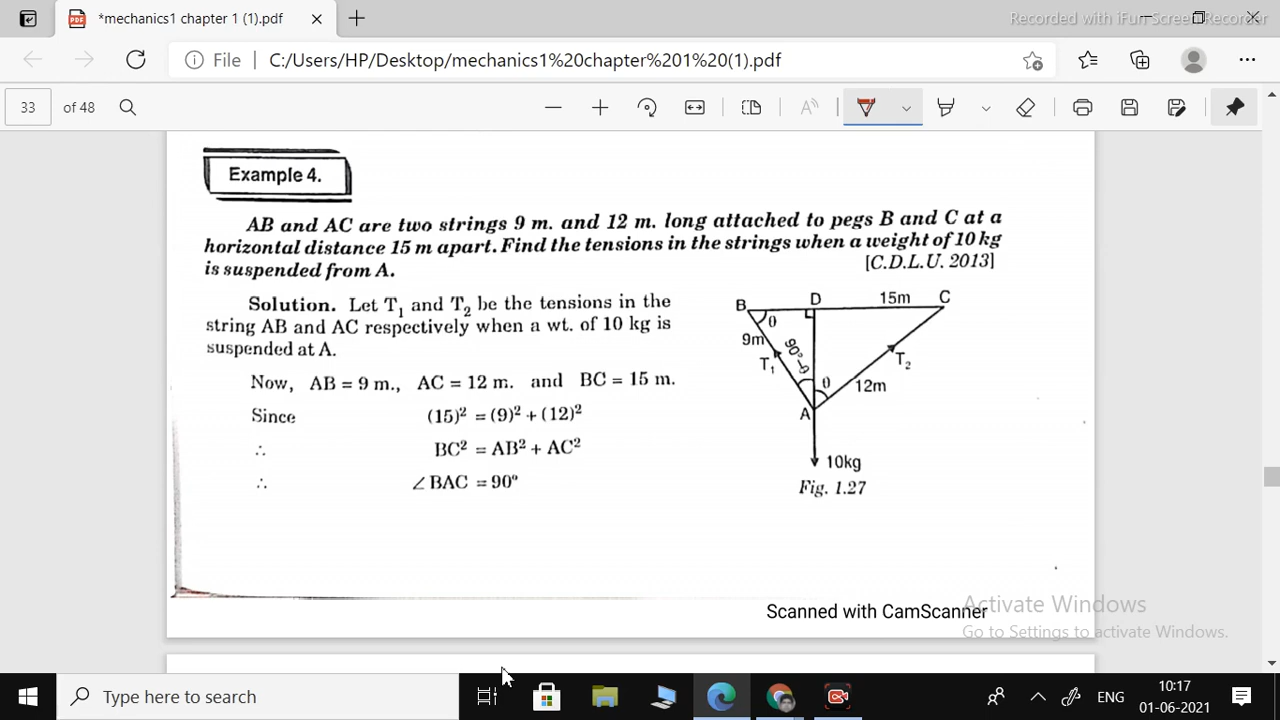 *mechanics1 chapter 1 (1).pdf
Recorded with iFun Screen Recorder
File C:/Users/HP/Desktop/mechanics1%20chapter%201%20(1).pdf
33 of 48
Example 4.
AB and AC are two strings 9 m. and 12 m. long attached to pegs B and C at a
horizontal distance 15 m apart. Find the tensions in the strings when a weight of 10 kg
is suspended from A. [C.D.L.U. 2013]
Solution. Let T₁ and T₂ be the tensions in the
string AB and AC respectively when a wt. of 10 kg is
suspended at A.
Now, AB = 9 m., AC = 12 m. and BC = 15 m.
Since (15)² = (9)² + (12)²
∴ BC² = AB² + AC²
∴ ∠BAC = 90°
B D 15m C
θ
9m 90°–θ
T₁ T₂
θ 12m
A
10kg
Fig. 1.27
Scanned with CamScanner
Activate Windows
Go to Settings to activate Windows.
Type here to search
ENG
10:17
01-06-2021